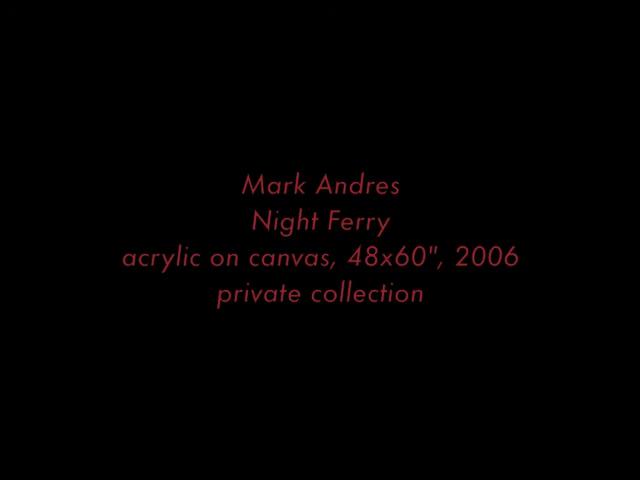 Mark Andres
Night Ferry
acrylic on canvas, 48x60", 2006
private collection